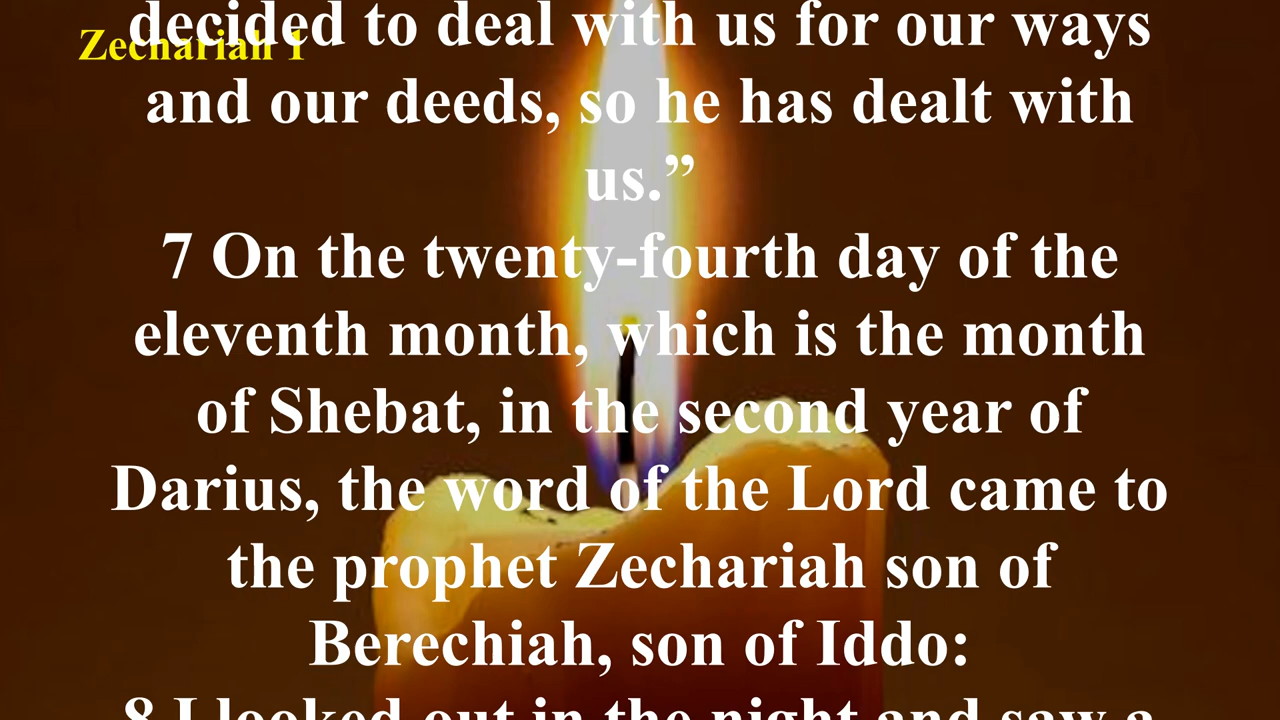 Zechariah 1
decided to deal with us for our ways
and our deeds, so he has dealt with
us.”
7 On the twenty-fourth day of the
eleventh month, which is the month
of Shebat, in the second year of
Darius, the word of the Lord came to
the prophet Zechariah son of
Berechiah, son of Iddo:
8 I looked out in the night and saw a